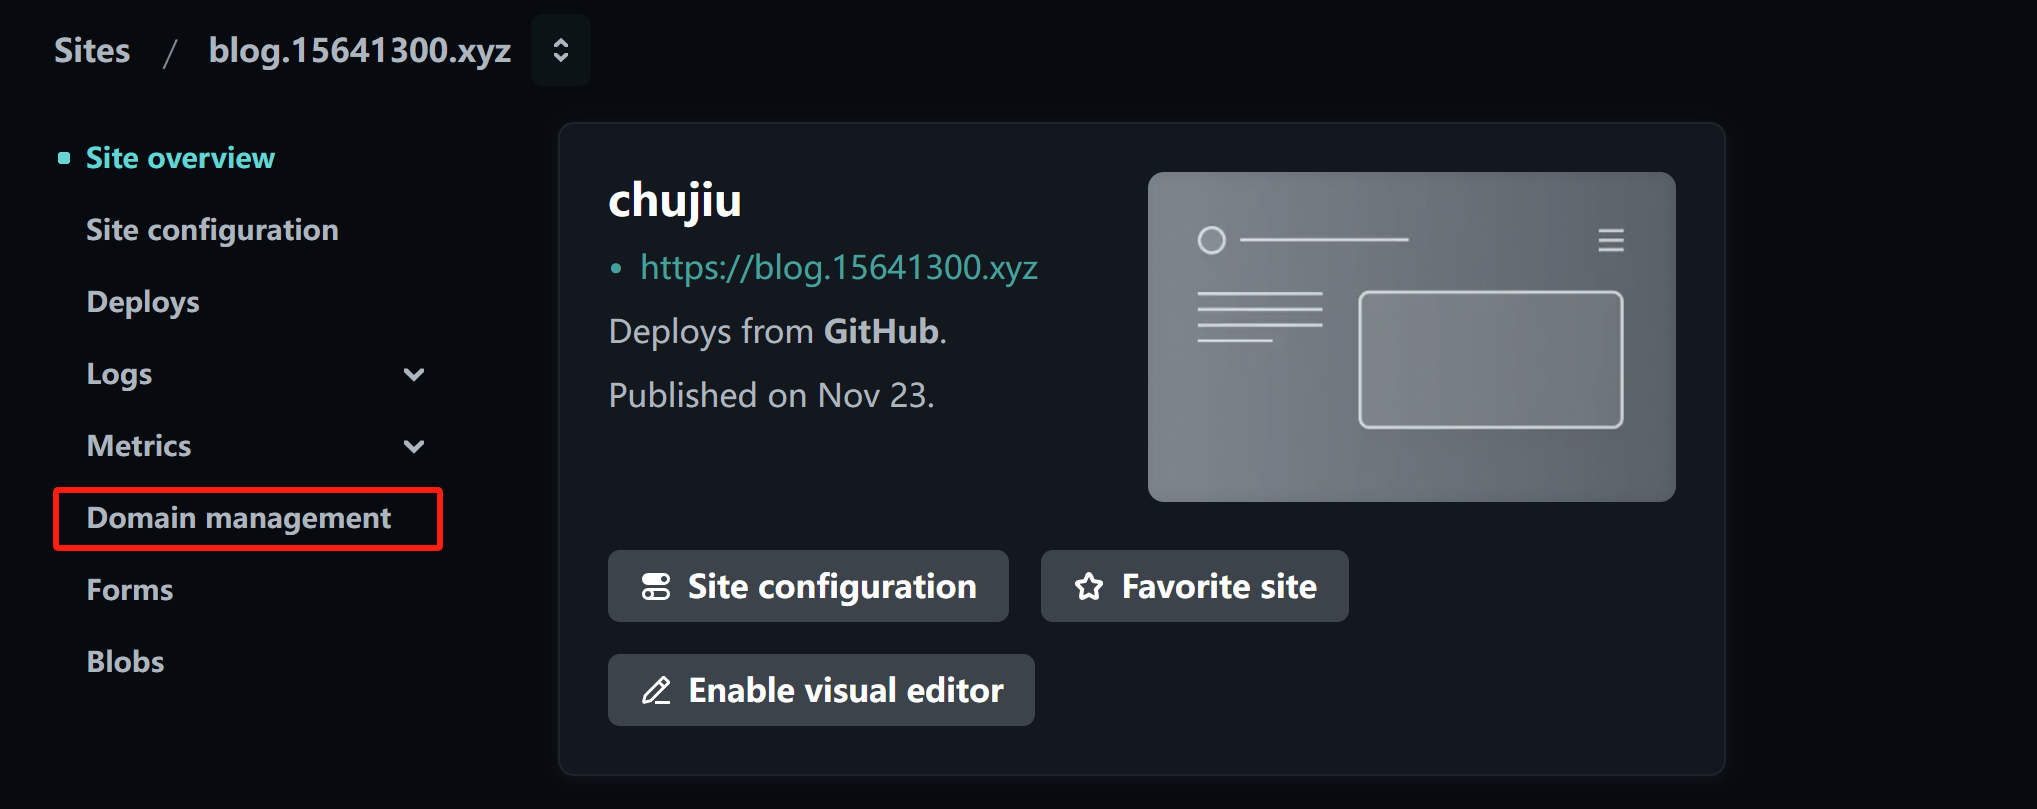 Sites / blog.15641300.xyz
Site overview
Site configuration
Deploys
Logs
Metrics
Domain management
Forms
Blobs
chujiu
• https://blog.15641300.xyz
Deploys from GitHub.
Published on Nov 23.
Site configuration
Favorite site
Enable visual editor